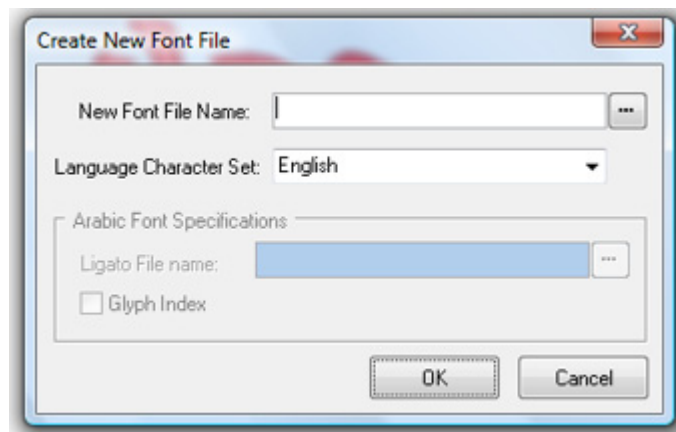 Create New Font File
New Font File Name:
...
Language Character Set: English
Arabic Font Specifications
Ligato File name:
...
Glyph Index
OK Cancel